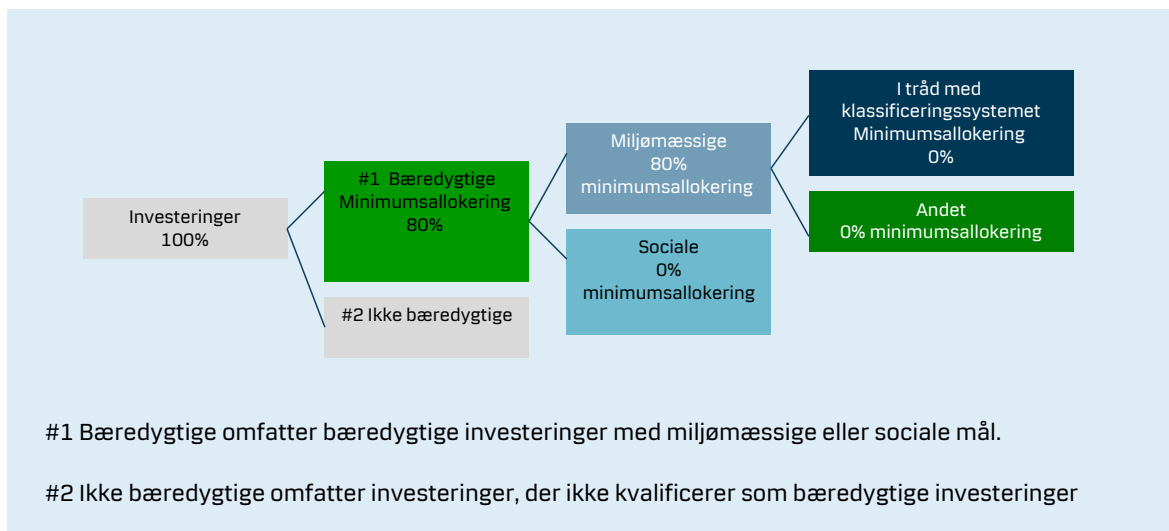 Investeringer
100%
#1 Bæredygtige
Minimumsallokering
80%
#2 Ikke bæredygtige
Miljømæssige
80%
minimumsallokering
Sociale
0%
minimumsallokering
I tråd med
klassificeringssystemet
Minimumsallokering
0%
Andet
0% minimumsallokering
#1 Bæredygtige omfatter bæredygtige investeringer med miljømæssige eller sociale mål.
#2 Ikke bæredygtige omfatter investeringer, der ikke kvalificerer som bæredygtige investeringer